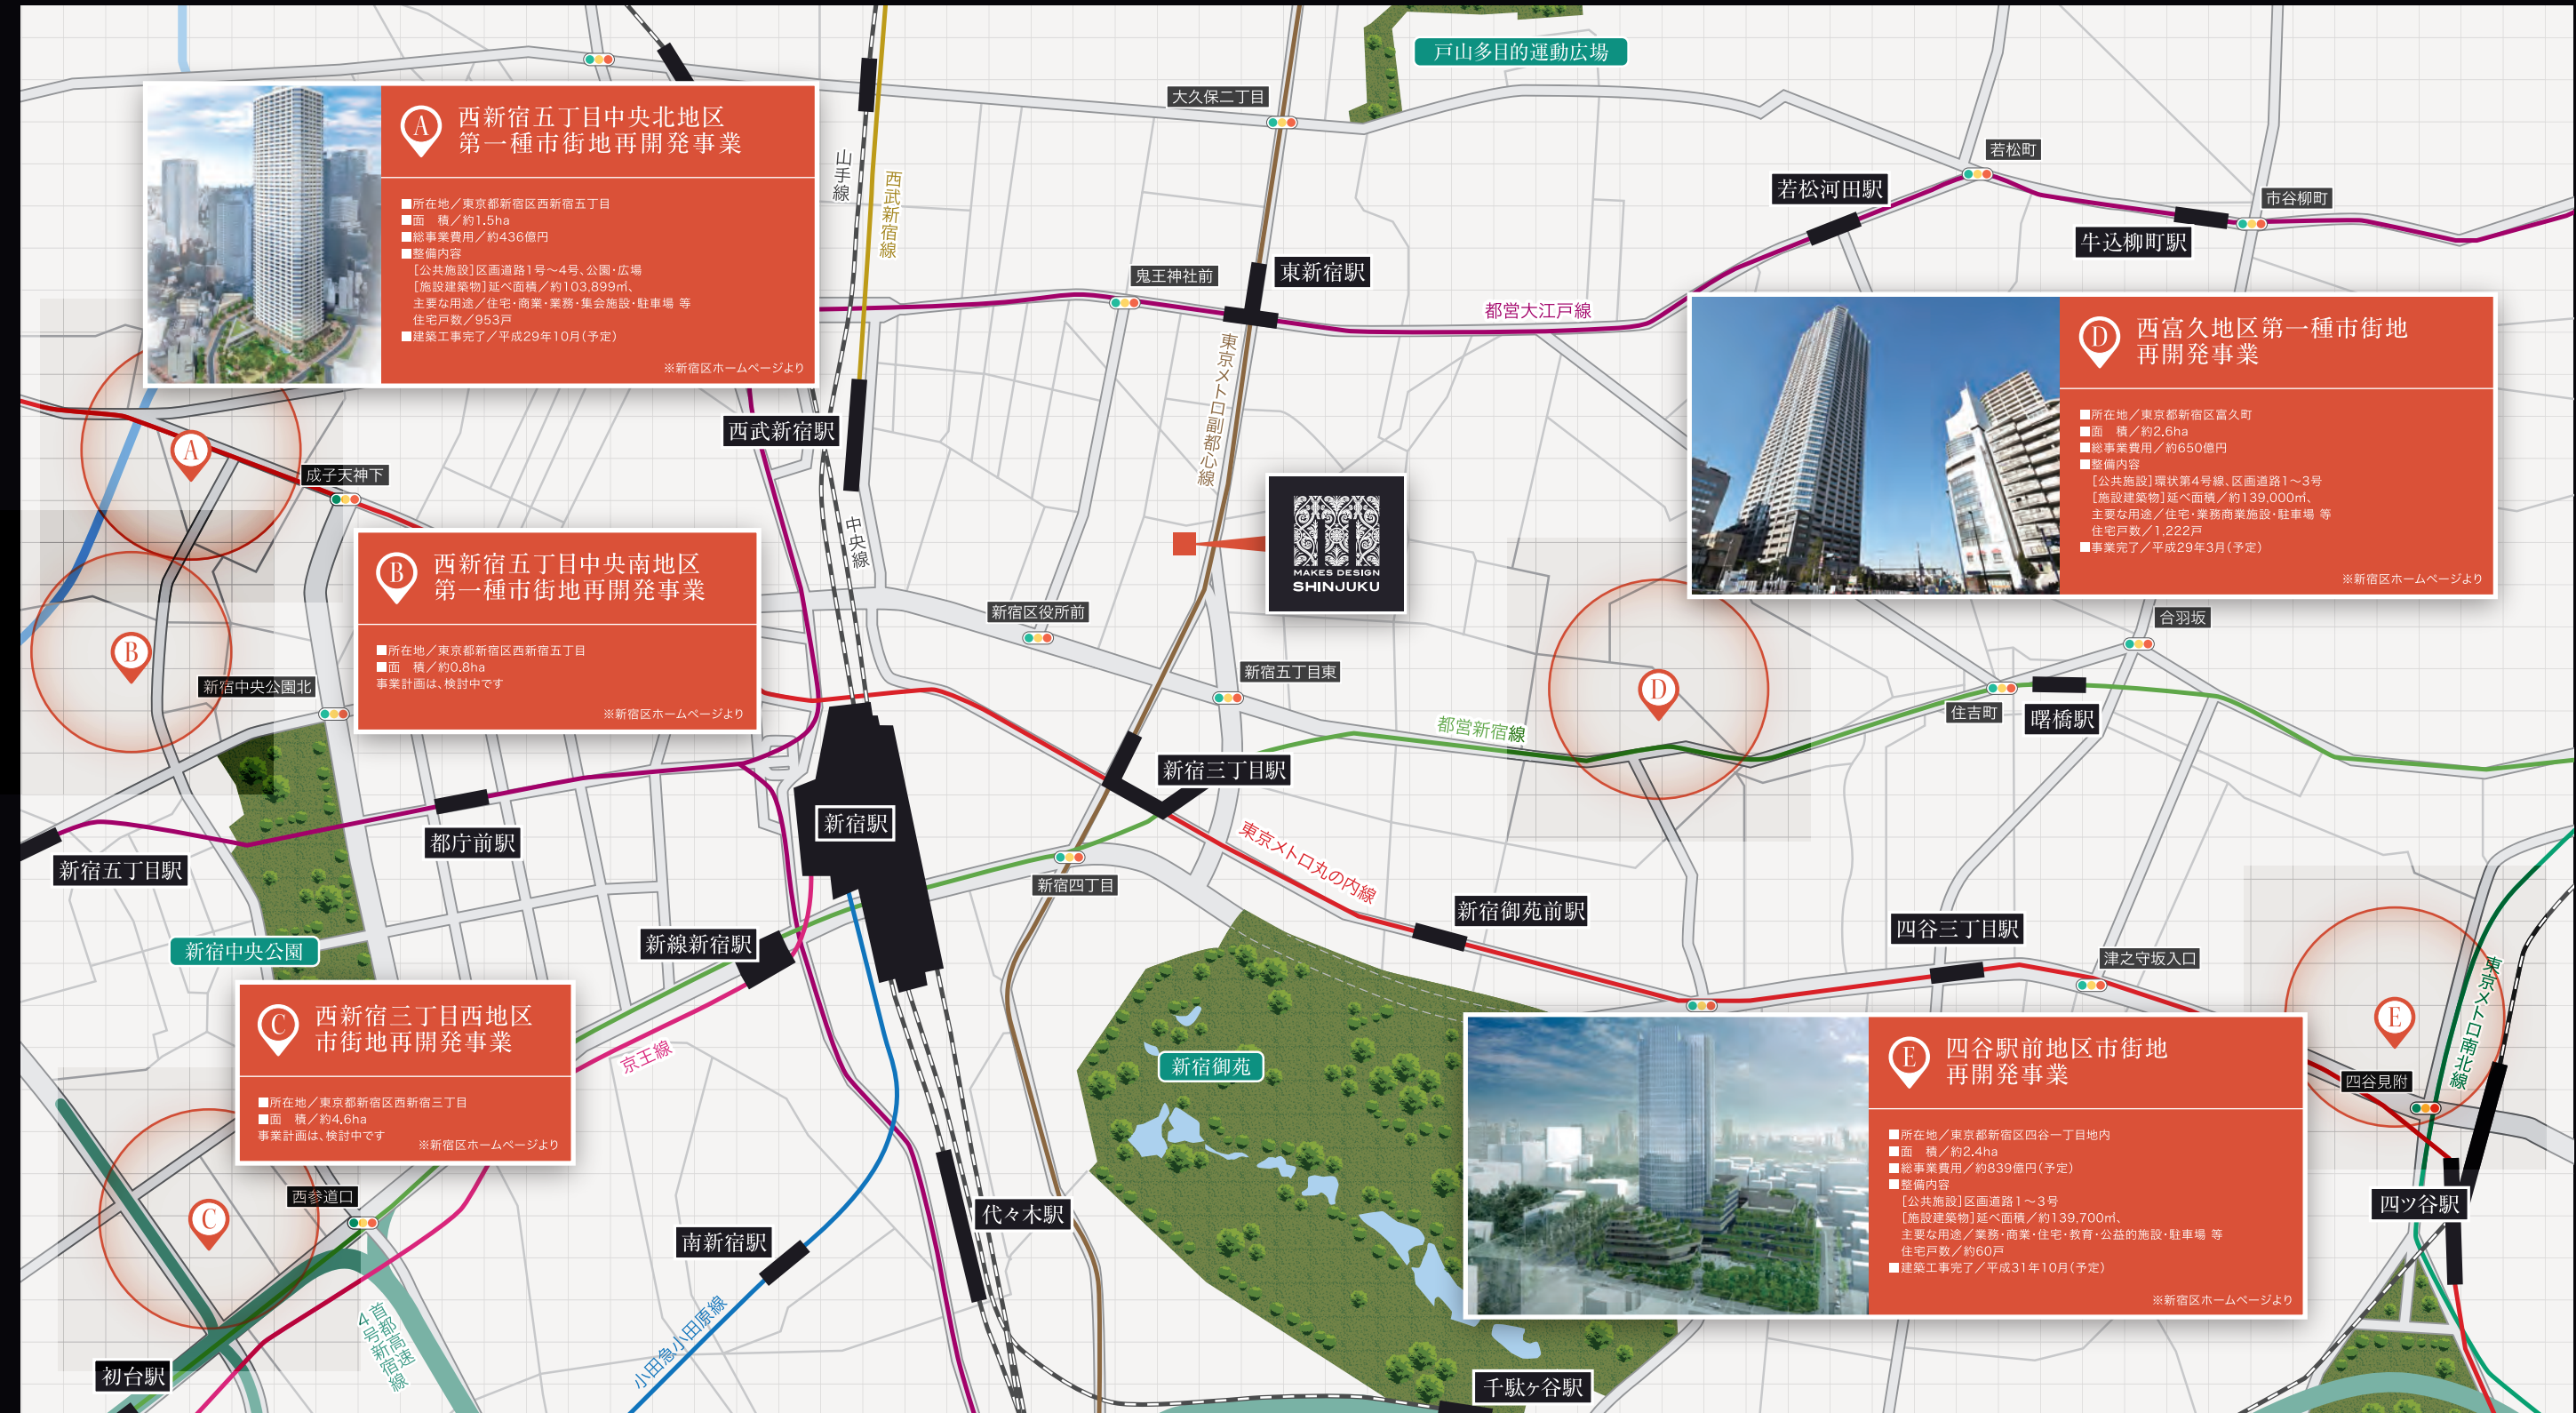 戸山多目的運動広場
大久保二丁目
若松町
若松河田駅
市谷柳町
牛込柳町駅
A
西新宿五丁目中央北地区
第一種市街地再開発事業
■所在地／東京都新宿区西新宿五丁目
■面　積／約1.5ha
■総事業費用／約436億円
■整備内容
［公共施設］区画道路1号～4号、公園・広場
［施設建築物］延べ面積／約103,899㎡、
主要な用途／住宅・商業・業務・集会施設・駐車場 等
住宅戸数／953戸
■建築工事完了／平成29年10月（予定）
※新宿区ホームページより
山手線
西武新宿線
鬼王神社前
東新宿駅
都営大江戸線
東京メトロ副都心線
D
西富久地区第一種市街地
再開発事業
■所在地／東京都新宿区富久町
■面　積／約2.6ha
■総事業費用／約650億円
■整備内容
［公共施設］環状第4号線、区画道路1～3号
［施設建築物］延べ面積／約139,000㎡、
主要な用途／住宅・業務商業施設・駐車場 等
住宅戸数／1,222戸
■事業完了／平成29年3月（予定）
※新宿区ホームページより
西武新宿駅
A
成子天神下
中央線
MAKES DESIGN
SHINJUKU
B
西新宿五丁目中央南地区
第一種市街地再開発事業
■所在地／東京都新宿区西新宿五丁目
■面　積／約0.8ha
事業計画は、検討中です
※新宿区ホームページより
新宿区役所前
合羽坂
B
新宿中央公園北
新宿五丁目東
D
住吉町
曙橋駅
都営新宿線
新宿三丁目駅
新宿駅
都庁前駅
新宿五丁目駅
東京メトロ丸の内線
新宿四丁目
新宿御苑前駅
四谷三丁目駅
新線新宿駅
新宿中央公園
津之守坂入口
東京メトロ南北線
E
C
西新宿三丁目西地区
市街地再開発事業
■所在地／東京都新宿区西新宿三丁目
■面　積／約4.6ha
事業計画は、検討中です
※新宿区ホームページより
京王線
新宿御苑
E
四谷駅前地区市街地
再開発事業
■所在地／東京都新宿区四谷一丁目地内
■面　積／約2.4ha
■総事業費用／約839億円（予定）
■整備内容
［公共施設］区画道路1～3号
［施設建築物］延べ面積／約139,700㎡、
主要な用途／業務・商業・住宅・教育・公益的施設・駐車場 等
住宅戸数／約60戸
■建築工事完了／平成31年10月（予定）
※新宿区ホームページより
四谷見附
四ツ谷駅
西参道口
C
代々木駅
南新宿駅
小田急小田原線
首都高速
4号新宿線
初台駅
千駄ヶ谷駅